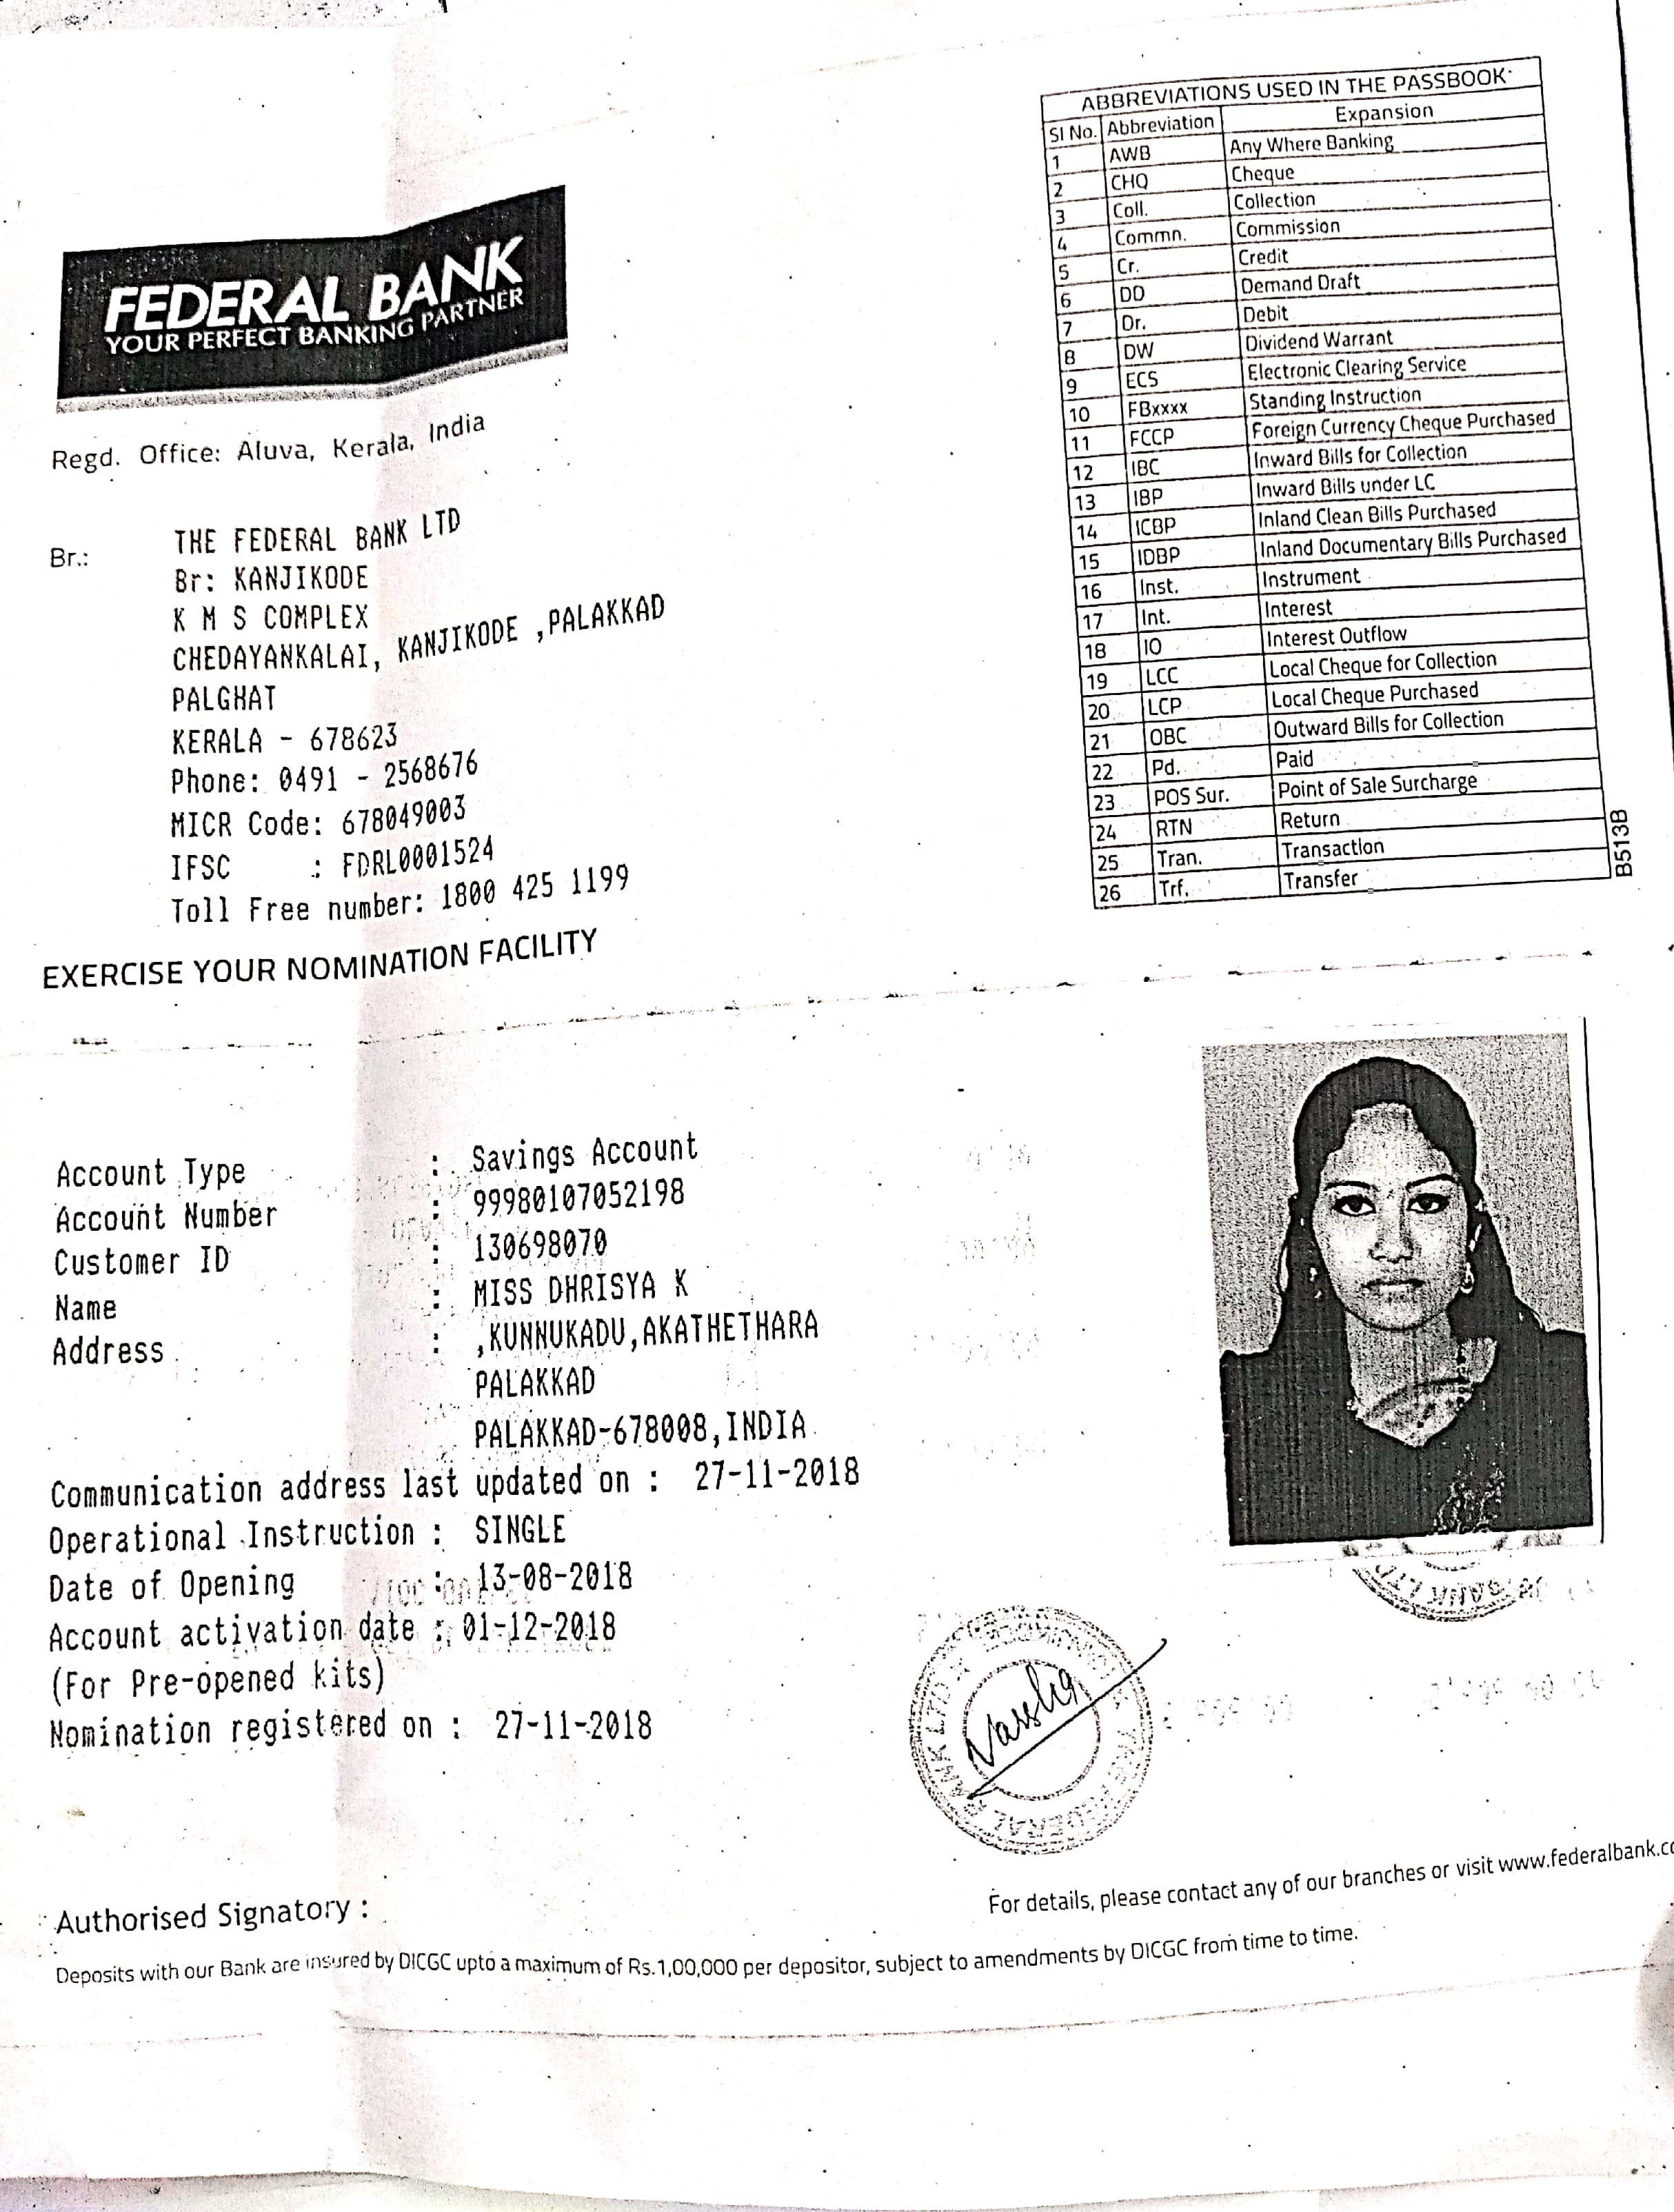 FEDERAL BANK
YOUR PERFECT BANKING PARTNER
Regd. Office: Aluva, Kerala, India
Br.: THE FEDERAL BANK LTD
Br: KANJIKODE
K M S COMPLEX
CHEDAYANKALAI, KANJIKODE ,PALAKKAD
PALGHAT
KERALA - 678623
Phone: 0491 - 2568676
MICR Code: 678049003
IFSC : FDRL0001524
Toll Free number: 1800 425 1199
EXERCISE YOUR NOMINATION FACILITY
ABBREVIATIONS USED IN THE PASSBOOK
Sl No. Abbreviation Expansion
1 AWB Any Where Banking
2 CHQ Cheque
3 Coll. Collection
4 Commn. Commission
5 Cr. Credit
6 DD Demand Draft
7 Dr. Debit
8 DW Dividend Warrant
9 ECS Electronic Clearing Service
10 FBxxxx Standing Instruction
11 FCCP Foreign Currency Cheque Purchased
12 IBC Inward Bills for Collection
13 IBP Inward Bills under LC
14 ICBP Inland Clean Bills Purchased
15 IDBP Inland Documentary Bills Purchased
16 Inst. Instrument
17 Int. Interest
18 IO Interest Outflow
19 LCC Local Cheque for Collection
20 LCP Local Cheque Purchased
21 OBC Outward Bills for Collection
22 Pd. Paid
23 POS Sur. Point of Sale Surcharge
24 RTN Return
25 Tran. Transaction
26 Trf. Transfer
B513B
Account Type : Savings Account
Account Number : 99980107052198
Customer ID : 130698070
Name : MISS DHRISYA K
Address : ,KUNNUKADU,AKATHETHARA
PALAKKAD
PALAKKAD-678008,INDIA
Communication address last updated on : 27-11-2018
Operational Instruction : SINGLE
Date of Opening : 13-08-2018
Account activation date : 01-12-2018
(For Pre-opened kits)
Nomination registered on : 27-11-2018
BANK LTD
THE FEDERAL BANK LTD
Authorised Signatory :
For details, please contact any of our branches or visit www.federalbank.co
Deposits with our Bank are insured by DICGC upto a maximum of Rs.1,00,000 per depositor, subject to amendments by DICGC from time to time.